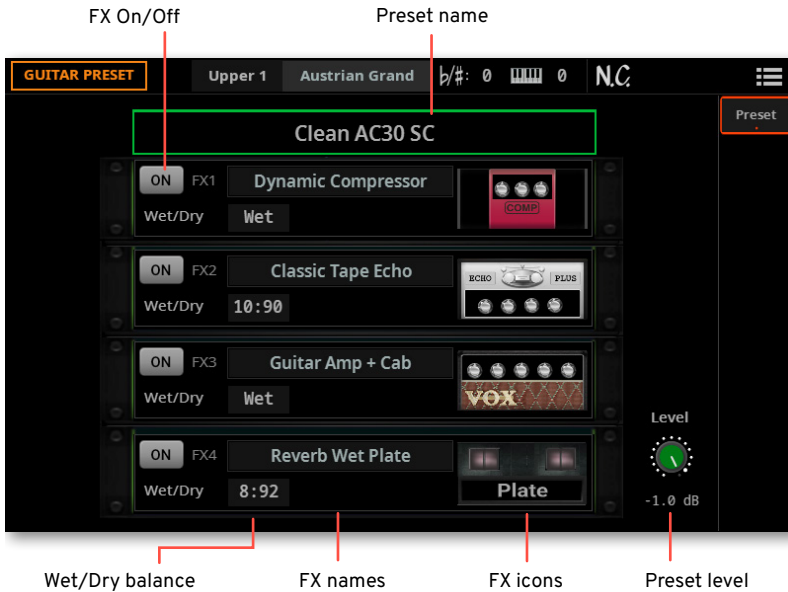 FX On/Off Preset name
GUITAR PRESET Upper 1 Austrian Grand ♭/#: 0 0 N.C.
Preset
Clean AC30 SC
ON FX1 Dynamic Compressor
COMP
Wet/Dry Wet
ON FX2 Classic Tape Echo
ECHO PLUS
Wet/Dry 10:90
ON FX3 Guitar Amp + Cab
Wet/Dry Wet
VOX
Level
ON FX4 Reverb Wet Plate
Wet/Dry 8:92
Plate
-1.0 dB
Wet/Dry balance FX names FX icons Preset level